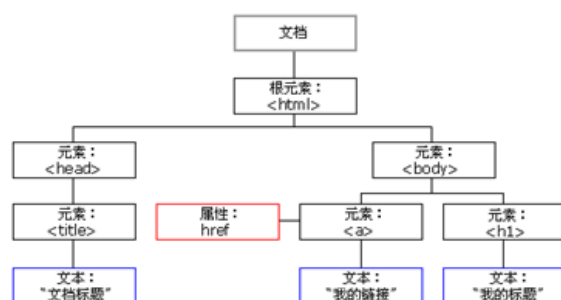 文档
根元素：
<html>
元素：
<head>
元素：
<body>
元素：
<title>
属性：
href
元素：
<a>
元素：
<h1>
文本：
"文档标题"
文本：
"我的链接"
文本：
"我的标题"